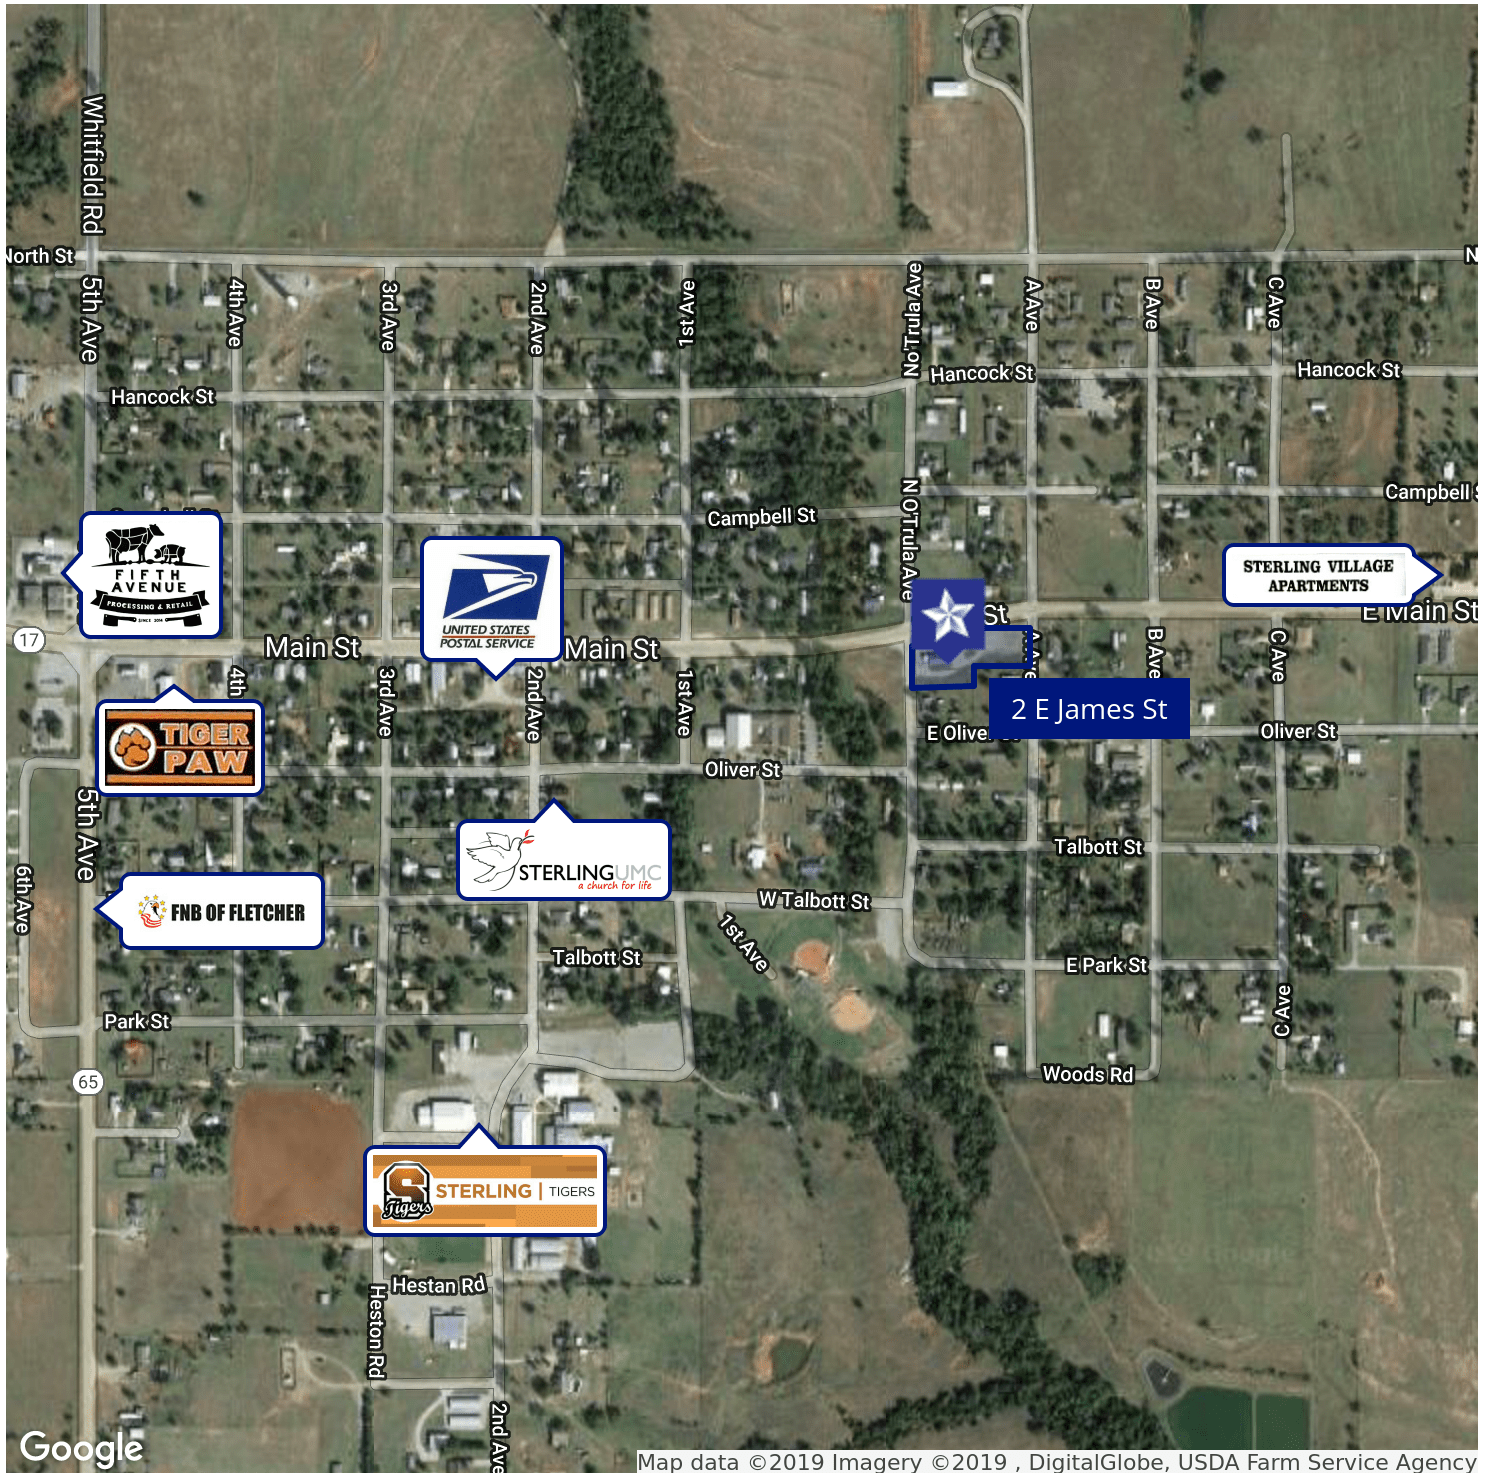 Whitfield Rd
North St
N
5th Ave
4th Ave
3rd Ave
2nd Ave
1st Ave
No Trula Ave
A Ave
B Ave
C Ave
Hancock St
Hancock St
Hancock St
Campbell St
Campbell S
N OTrula Ave
FIFTH
AVENUE
PROCESSING & RETAIL
SINCE 2014
UNITED STATES
POSTAL SERVICE
STERLING VILLAGE
APARTMENTS
17
Main St
Main St
St
E Main St
4th
3rd Ave
2nd Ave
1st Ave
B Ave
C Ave
TIGER
PAW
2 E James St
E Olive
Oliver St
Oliver St
5th Ave
6th Ave
STERLINGUMC
a church for life
Talbott St
FNB OF FLETCHER
W Talbott St
1st Ave
Talbott St
E Park St
Park St
C Ave
65
Woods Rd
S
Tigers
STERLING | TIGERS
Hestan Rd
Heston Rd
2nd Ave
Google
Map data ©2019 Imagery ©2019 , DigitalGlobe, USDA Farm Service Agency